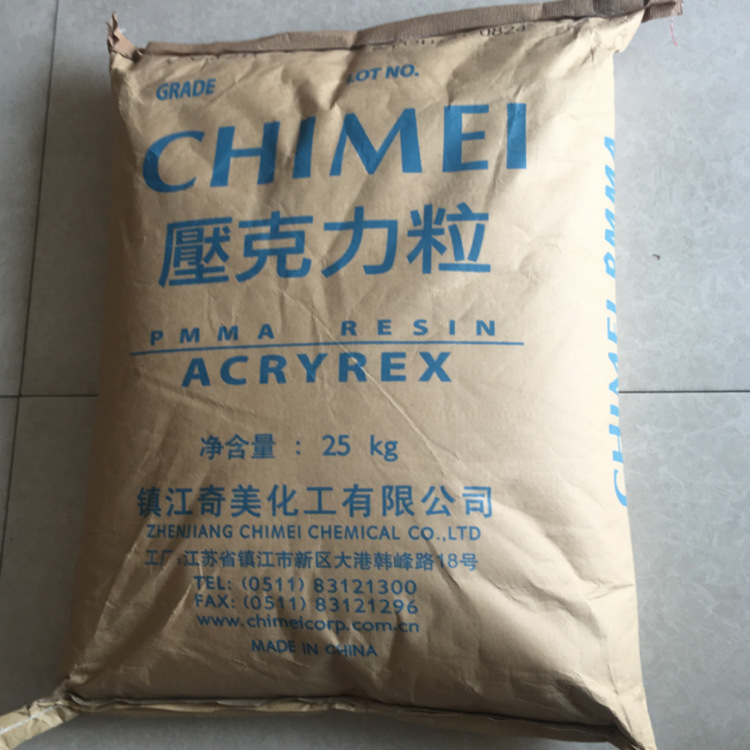 GRADE
LOT NO.
CHIMEI
壓克力粒
PMMA RESIN
ACRYREX
净含量 : 25 kg
镇江奇美化工有限公司
ZHENJIANG CHIMEI CHEMICAL CO.,LTD
工厂:江苏省镇江市新区大港韩峰路18号
TEL: (0511) 83121300
FAX: (0511) 83121296
www.chimeicorp.com.cn
MADE IN CHINA
CHIMEI PMMA